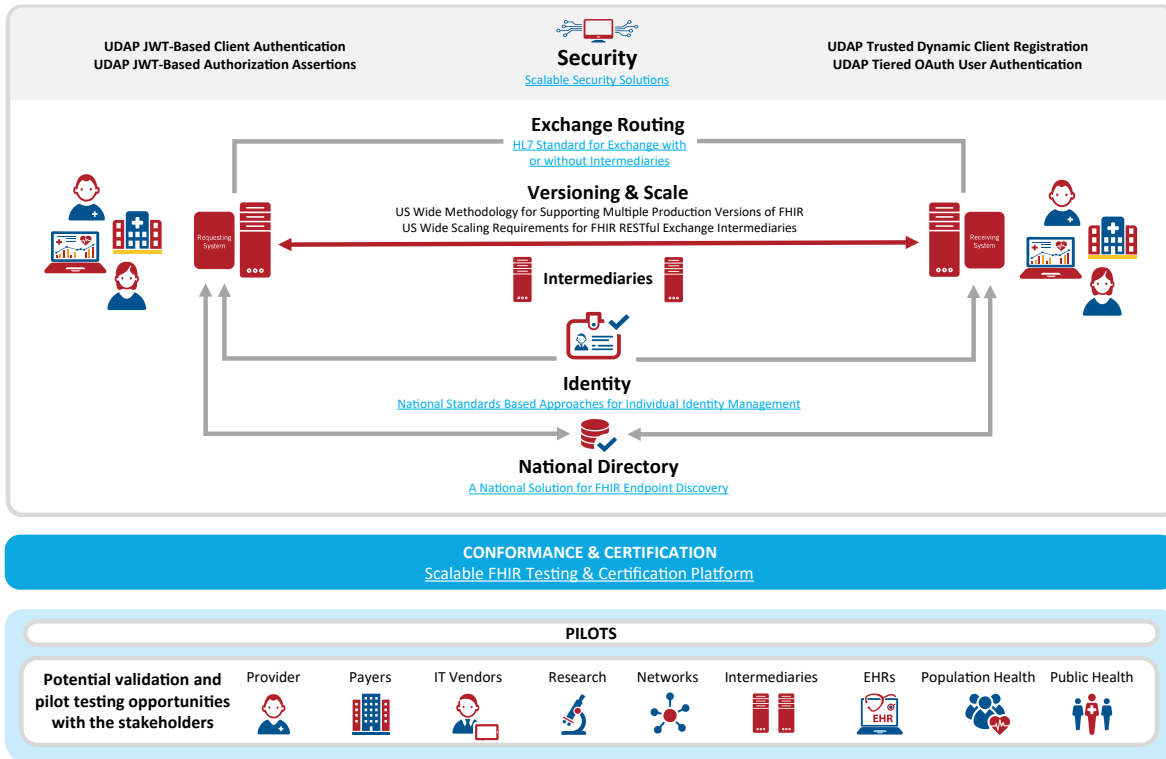 UDAP JWT-Based Client Authentication
UDAP JWT-Based Authorization Assertions
Security
Scalable Security Solutions
UDAP Trusted Dynamic Client Registration
UDAP Tiered OAuth User Authentication
Exchange Routing
HL7 Standard for Exchange with
or without Intermediaries
Versioning & Scale
US Wide Methodology for Supporting Multiple Production Versions of FHIR
US Wide Scaling Requirements for FHIR RESTful Exchange Intermediaries
Requesting
System
Receiving
System
Intermediaries
Identity
National Standards Based Approaches for Individual Identity Management
National Directory
A National Solution for FHIR Endpoint Discovery
CONFORMANCE & CERTIFICATION
Scalable FHIR Testing & Certification Platform
PILOTS
Potential validation and
pilot testing opportunities
with the stakeholders
Provider
Payers
IT Vendors
Research
Networks
Intermediaries
EHRs
EHR
Population Health
Public Health